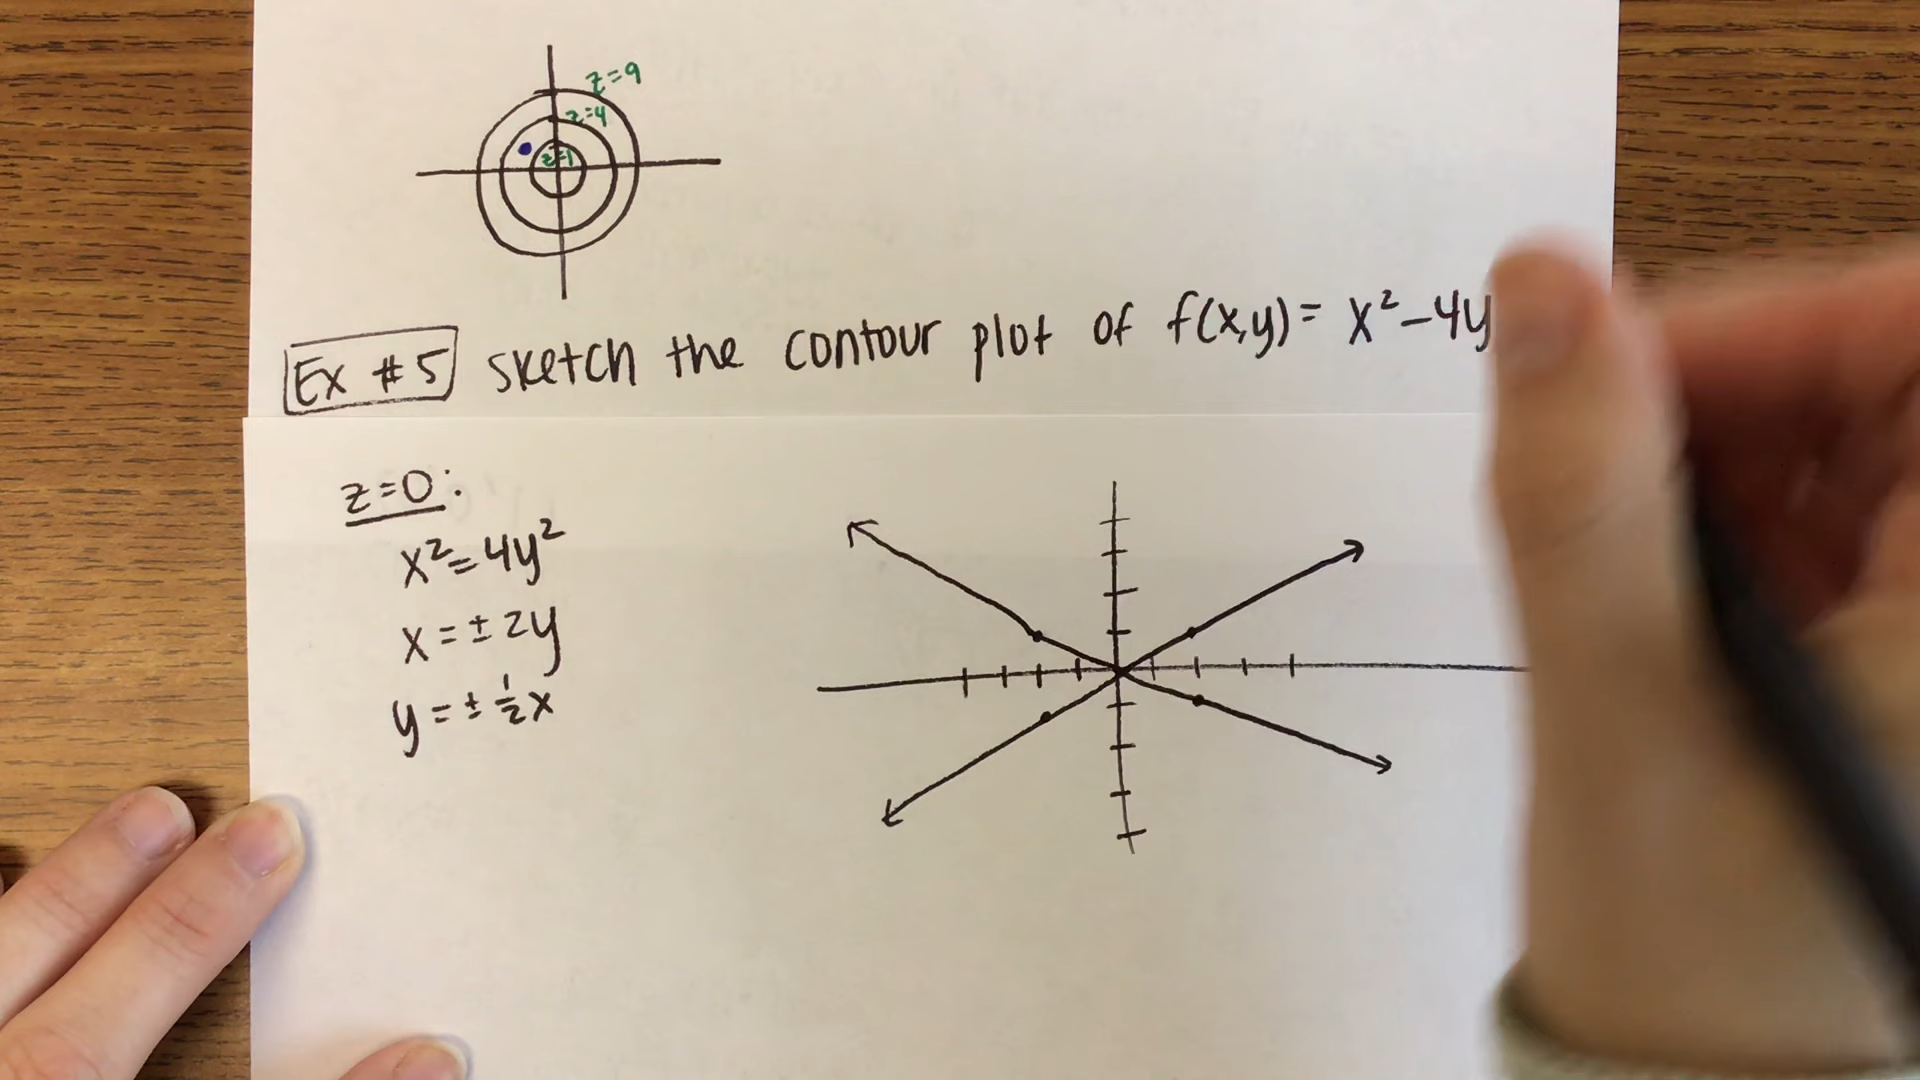 z=9
z=4
z=1
Ex #5 sketch the contour plot of f(x,y)= x²-4y
z=0:
x²=4y²
x=±2y
y=±½x